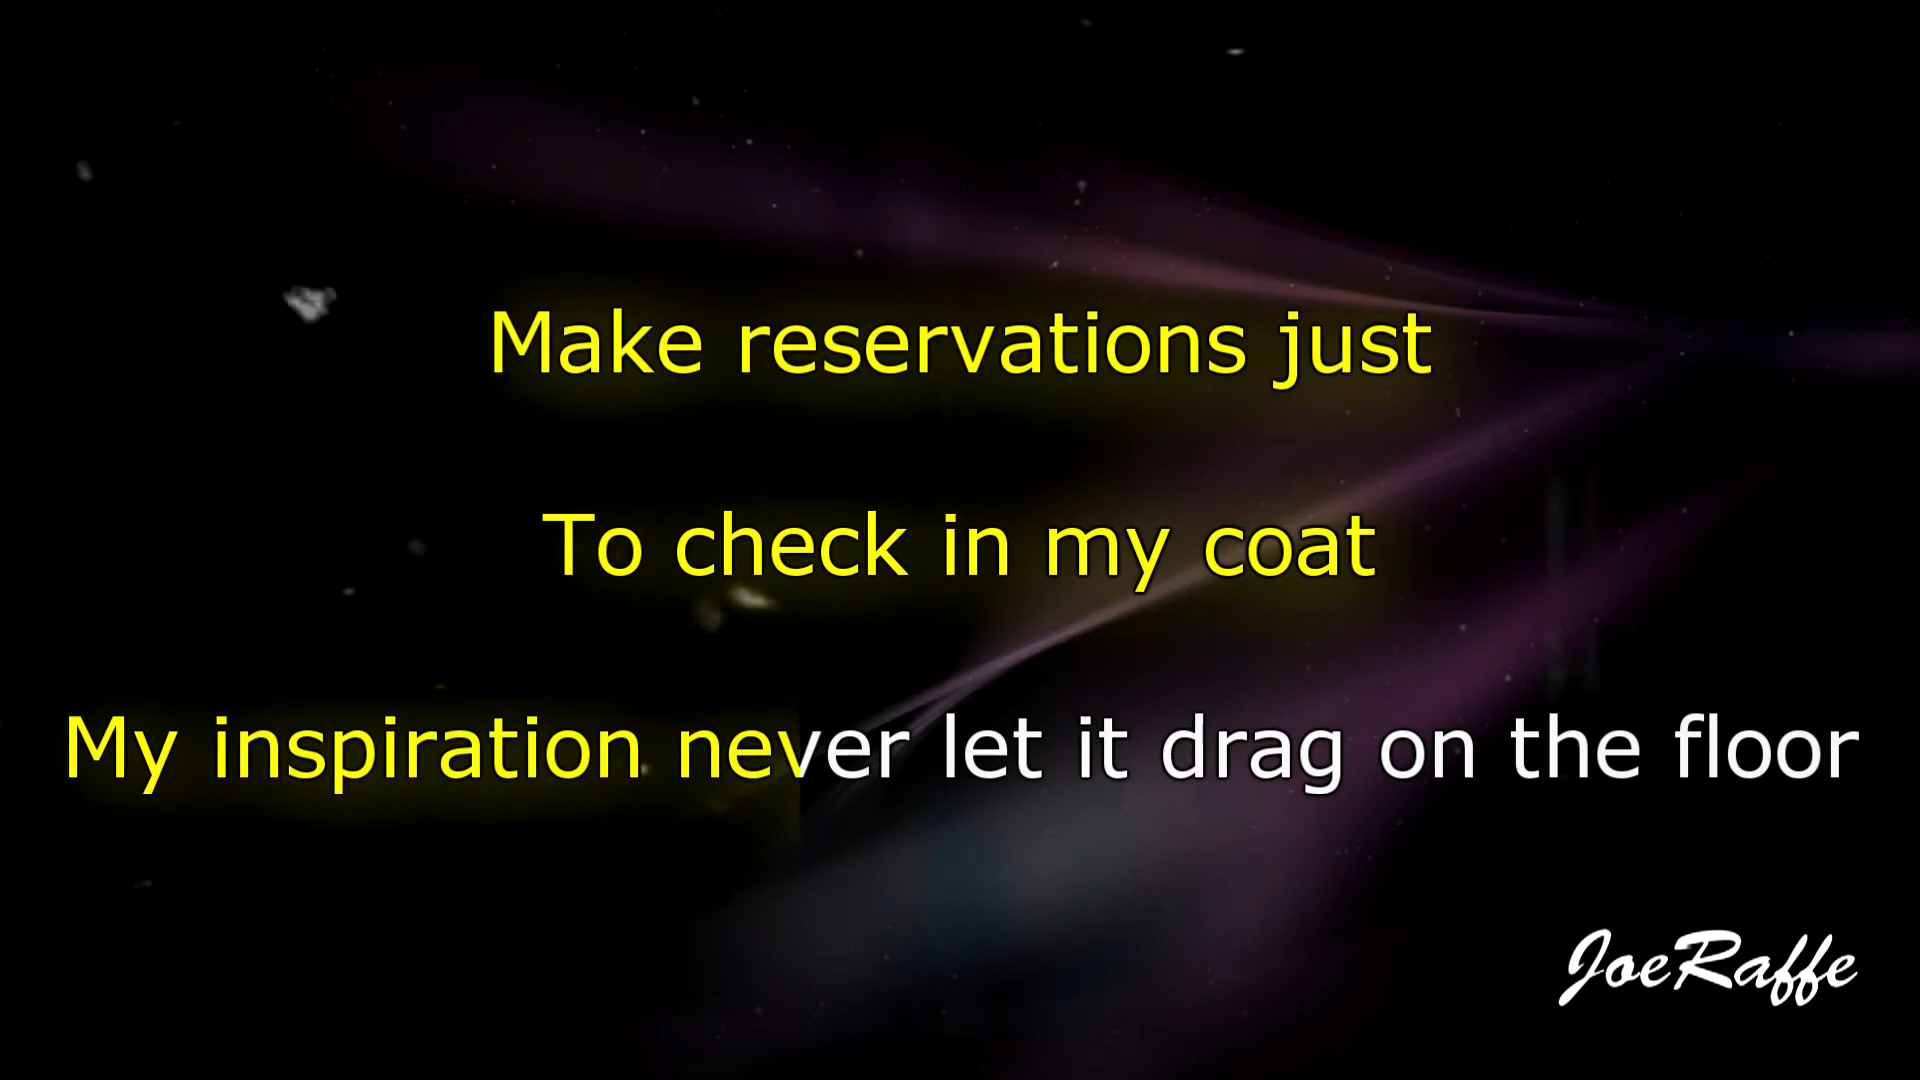 Make reservations just
To check in my coat
My inspiration never let it drag on the floor
JoeRaffe